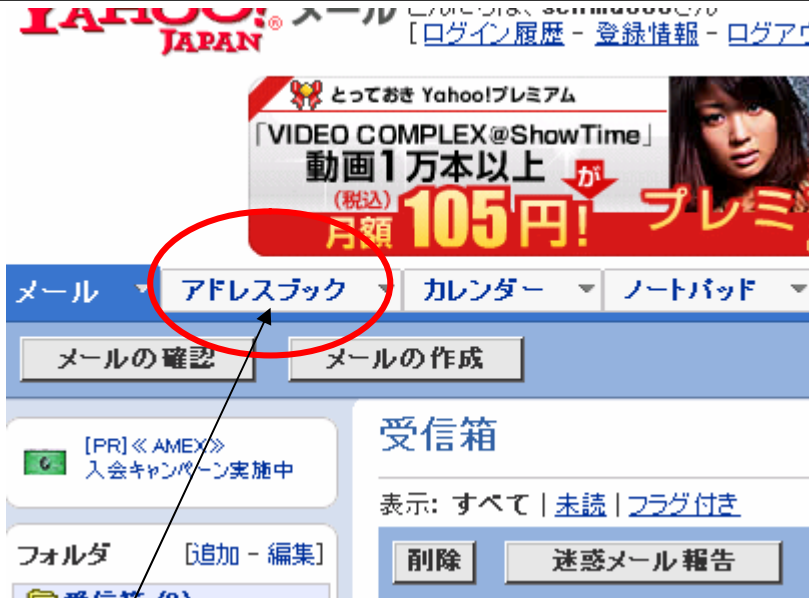 YAHOO! ® メール
JAPAN
[ログイン履歴 - 登録情報 - ログアウ
とっておき Yahoo!プレミアム
「VIDEO COMPLEX@ShowTime」
動画1万本以上が
(税込)
月額105円!
プレミ
メール アドレスブック カレンダー ノートパッド
メールの確認 メールの作成
[PR]≪AMEX≫
入会キャンペーン実施中
受信箱
表示: すべて | 未読 | フラグ付き
フォルダ [追加 - 編集]
削除 迷惑メール報告
受信箱